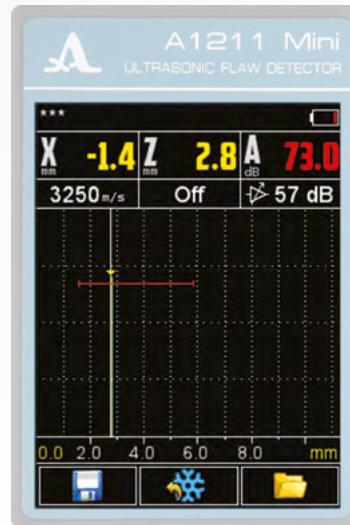 A1211 Mini
ULTRASONIC FLAW DETECTOR
***
X mm -1.4 Z mm 2.8 A dB 73.0
3250 m/s Off 57 dB
0.0 2.0 4.0 6.0 8.0 mm